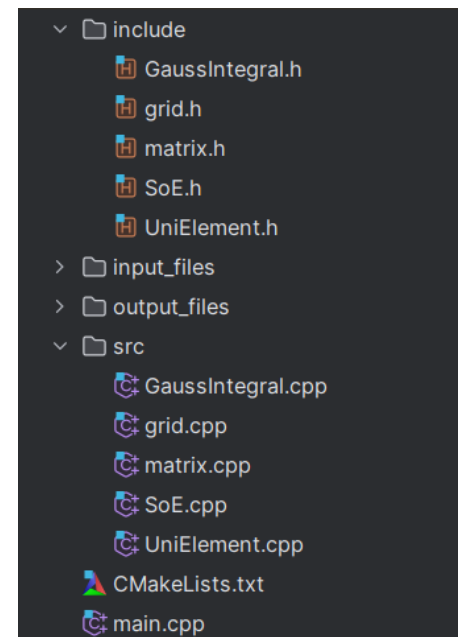 include
GaussIntegral.h
grid.h
matrix.h
SoE.h
UniElement.h
input_files
output_files
src
GaussIntegral.cpp
grid.cpp
matrix.cpp
SoE.cpp
UniElement.cpp
CMakeLists.txt
main.cpp